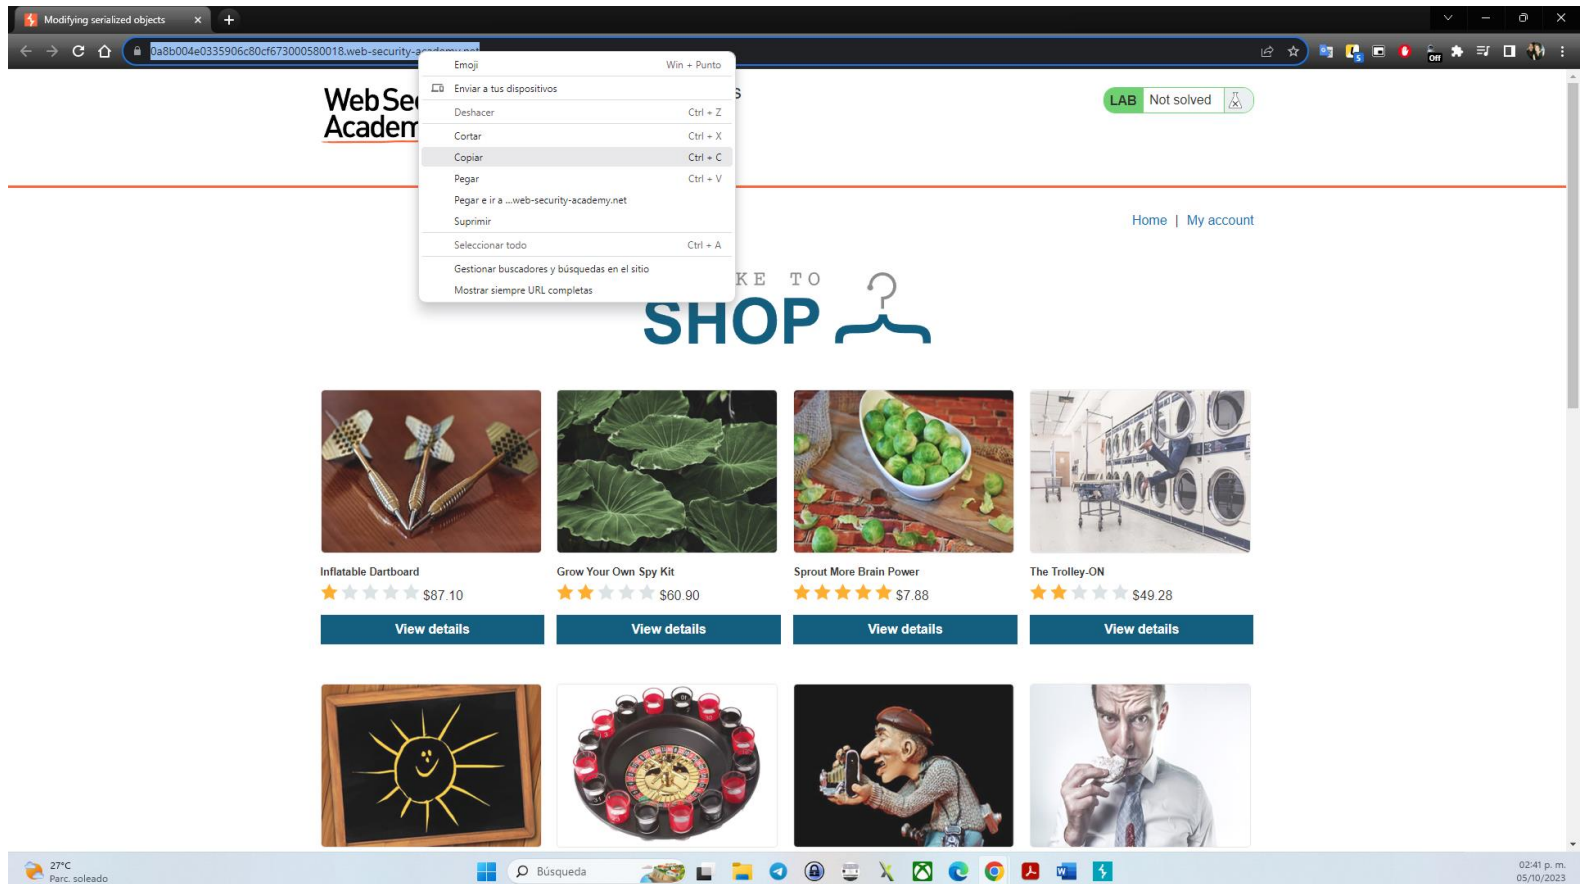 Modifying serialized objects
0a8b004e0335906c80cf673000580018.web-security-academy.net
Off
5
Emoji Win + Punto
Enviar a tus dispositivos
Deshacer Ctrl + Z
Cortar Ctrl + X
Copiar Ctrl + C
Pegar Ctrl + V
Pegar e ir a ...web-security-academy.net
Suprimir
Seleccionar todo Ctrl + A
Gestionar buscadores y búsquedas en el sitio
Mostrar siempre URL completas
LAB Not solved
Home | My account
KE TO
SHOP
Inflatable Dartboard
$87.10
View details
Grow Your Own Spy Kit
$60.90
View details
Sprout More Brain Power
$7.88
View details
The Trolley-ON
$49.28
View details
27°C
Parc. soleado
Búsqueda
02:41 p. m.
05/10/2023